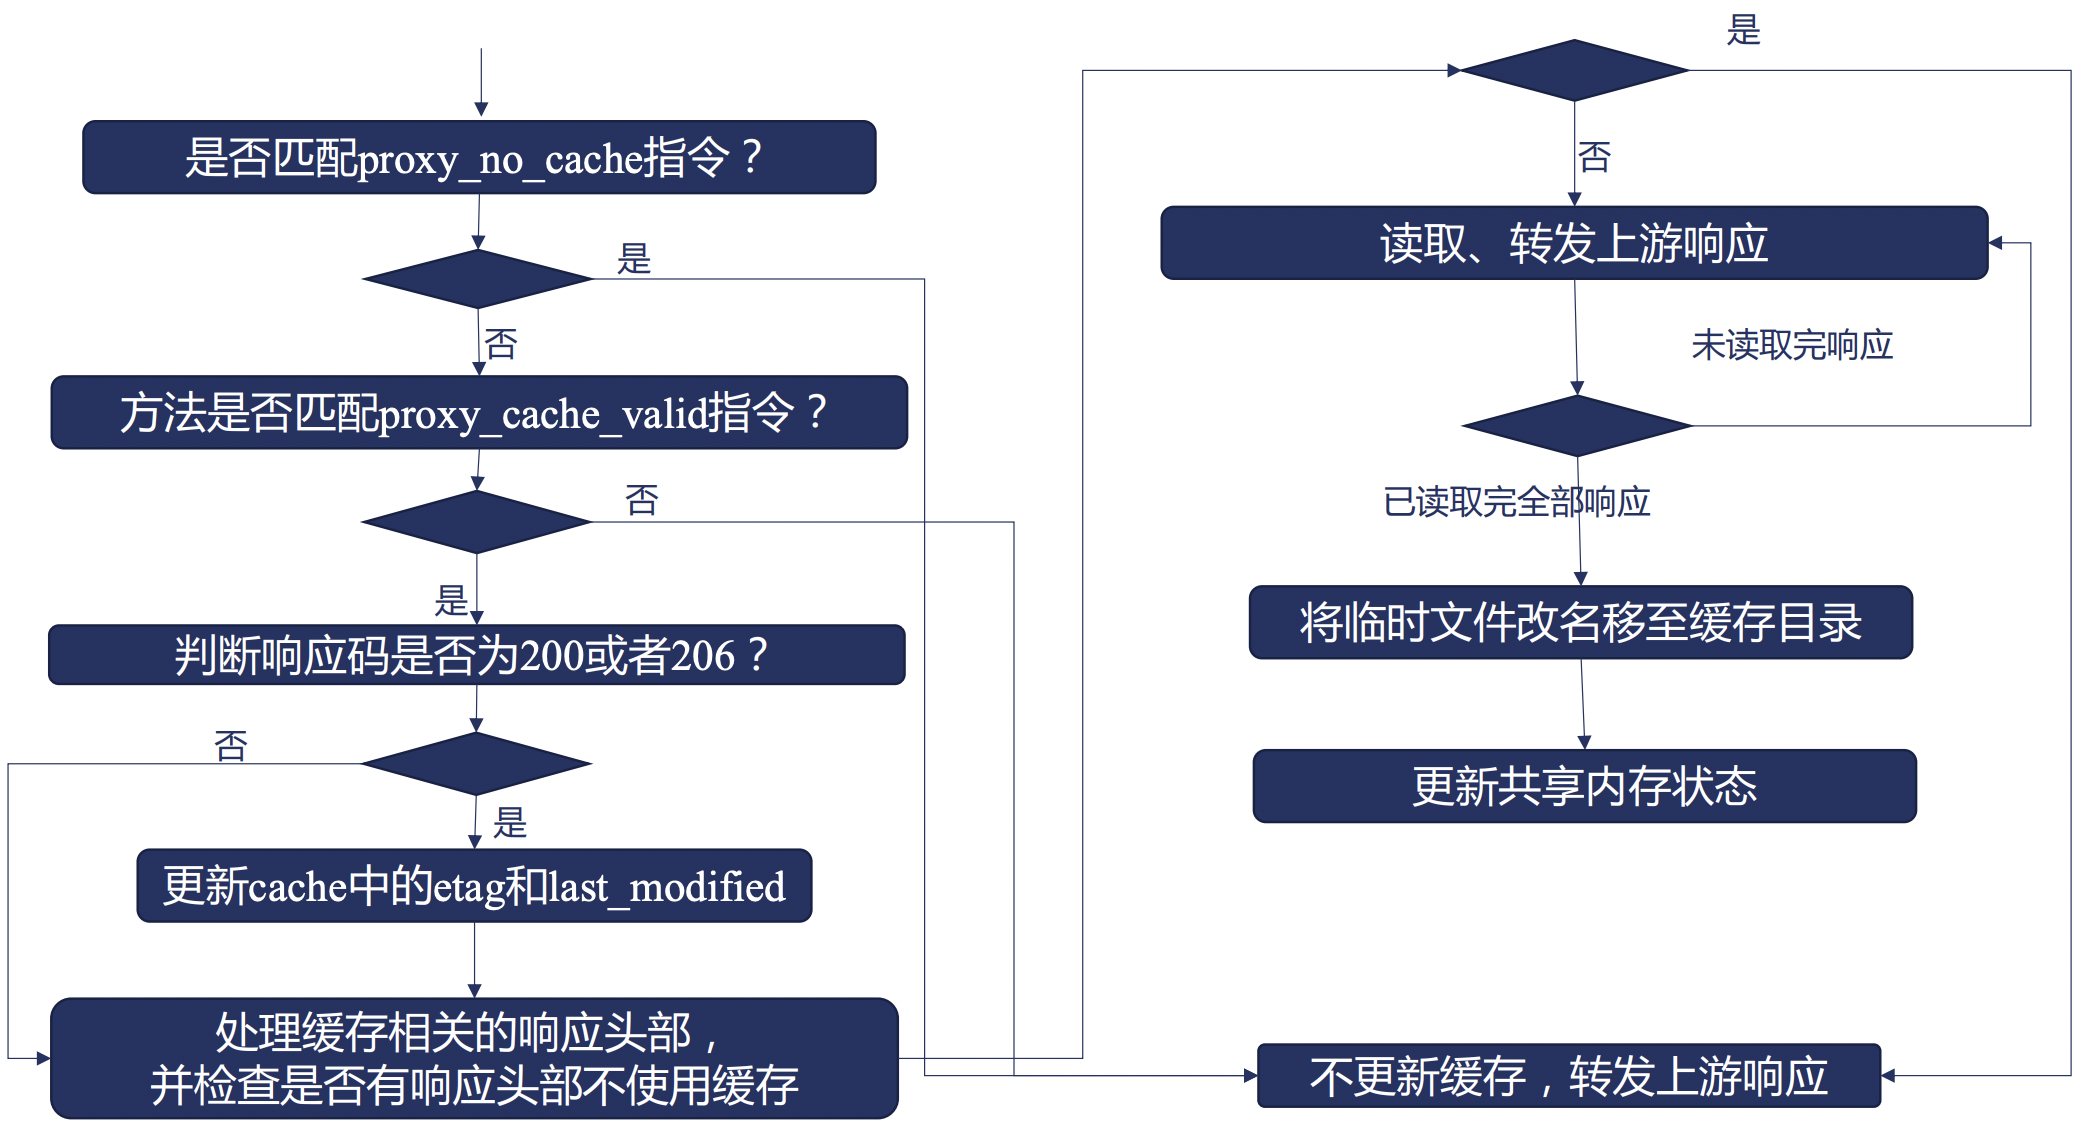 是否匹配proxy_no_cache指令？
是
否
方法是否匹配proxy_cache_valid指令？
否
是
判断响应码是否为200或者206？
否
是
更新cache中的etag和last_modified
处理缓存相关的响应头部，
并检查是否有响应头部不使用缓存
是
否
读取、转发上游响应
未读取完响应
已读取完全部响应
将临时文件改名移至缓存目录
更新共享内存状态
不更新缓存，转发上游响应